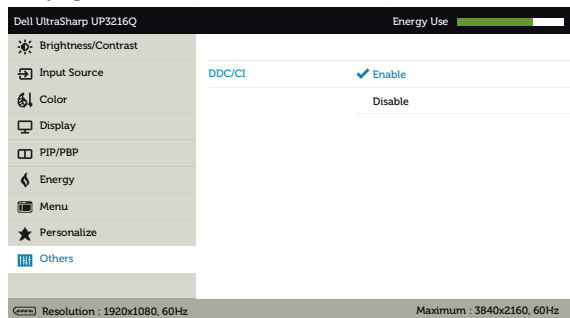 Dell UltraSharp UP3216Q Energy Use
Brightness/Contrast
Input Source DDC/CI Enable
Color Disable
Display
PIP/PBP
Energy
Menu
Personalize
Others
Resolution : 1920x1080, 60Hz Maximum : 3840x2160, 60Hz